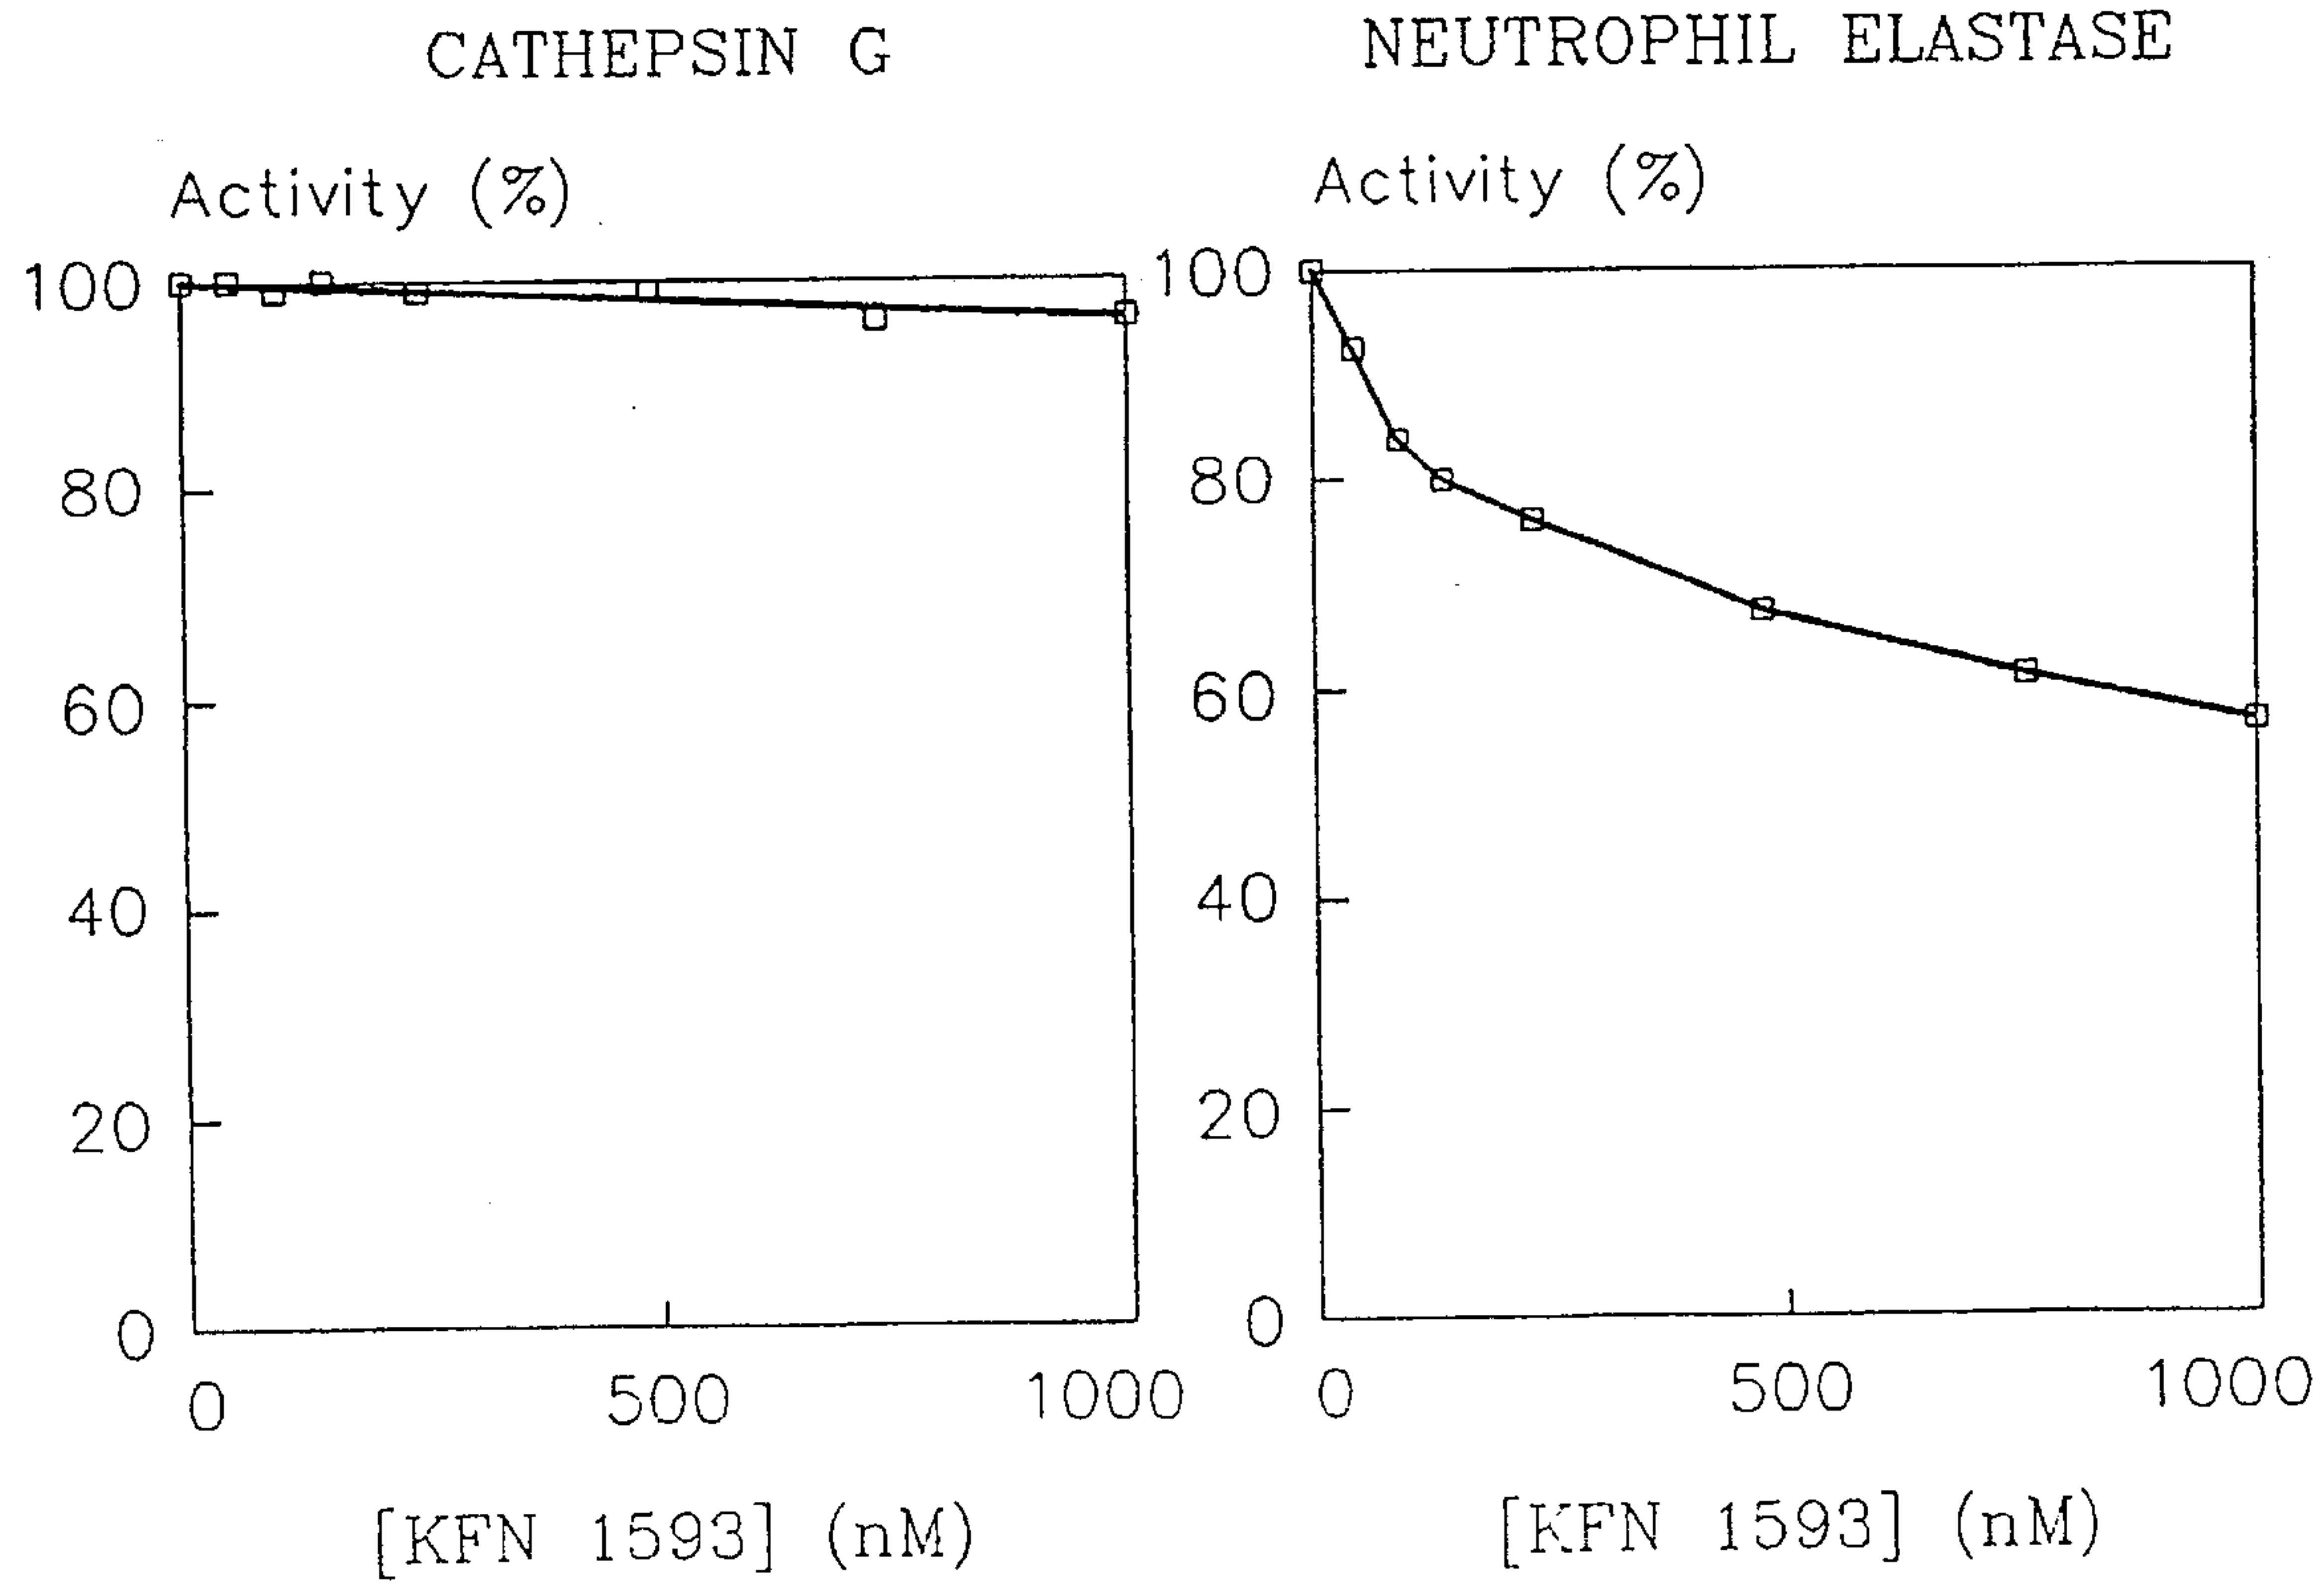 CATHEPSIN G
Activity (%)
100
80
60
40
20
0
0 500 1000
[KFN 1593] (nM)
NEUTROPHIL ELASTASE
Activity (%)
100
80
60
40
20
0
0 500 1000
[KFN 1593] (nM)